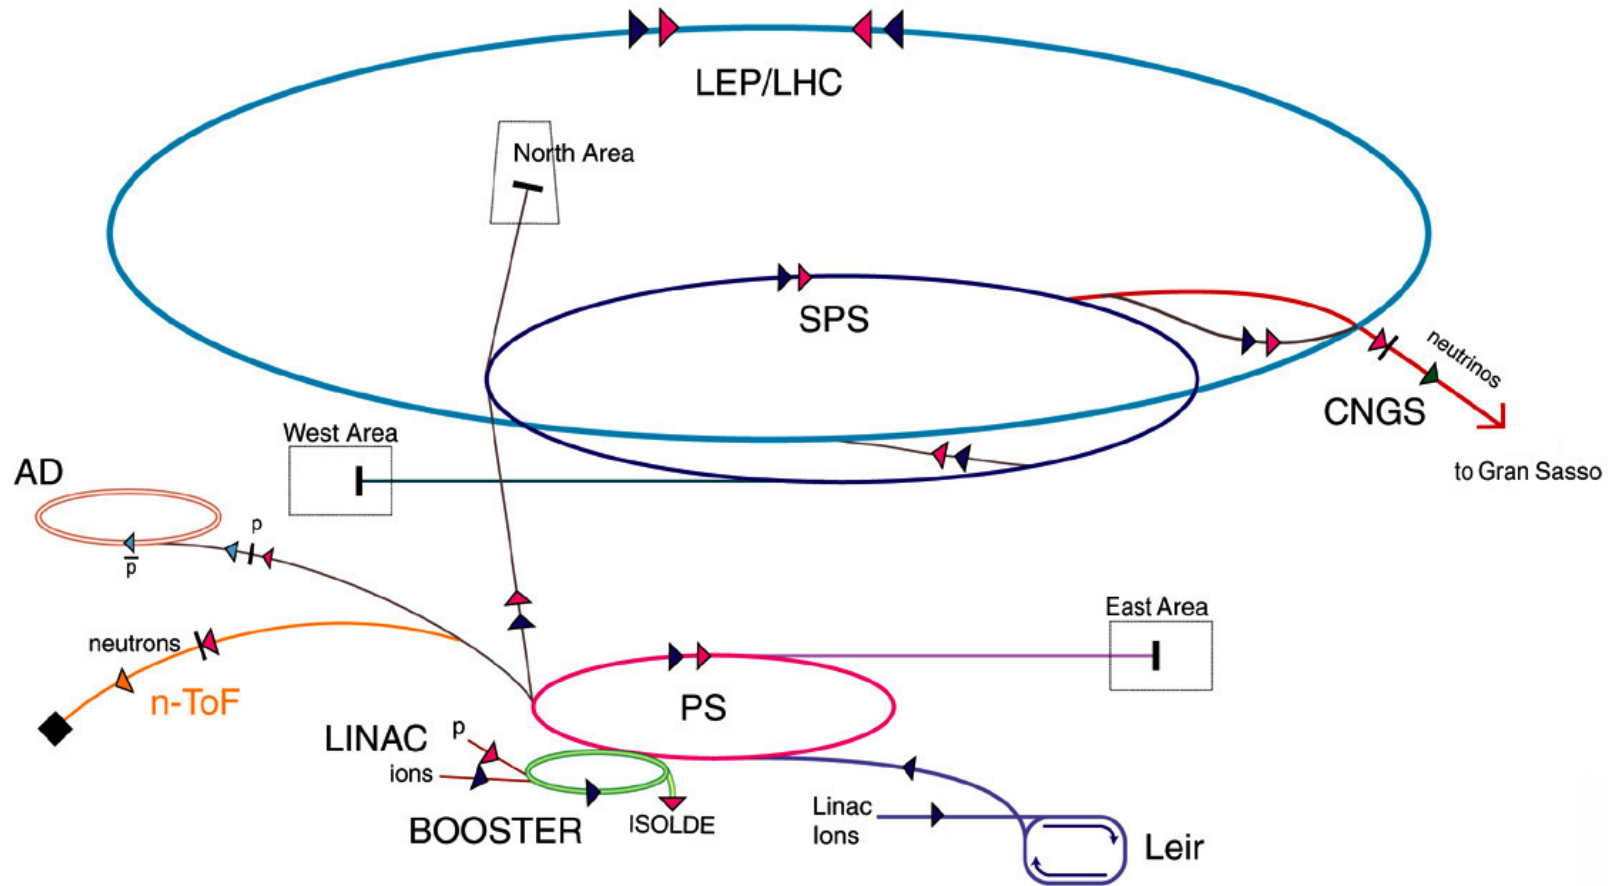 LEP/LHC
North Area
SPS
neutrinos
CNGS
West Area
to Gran Sasso
AD
p
p
East Area
neutrons
n-ToF
PS
LINAC
p
ions
Linac
Ions
BOOSTER
ISOLDE
Leir